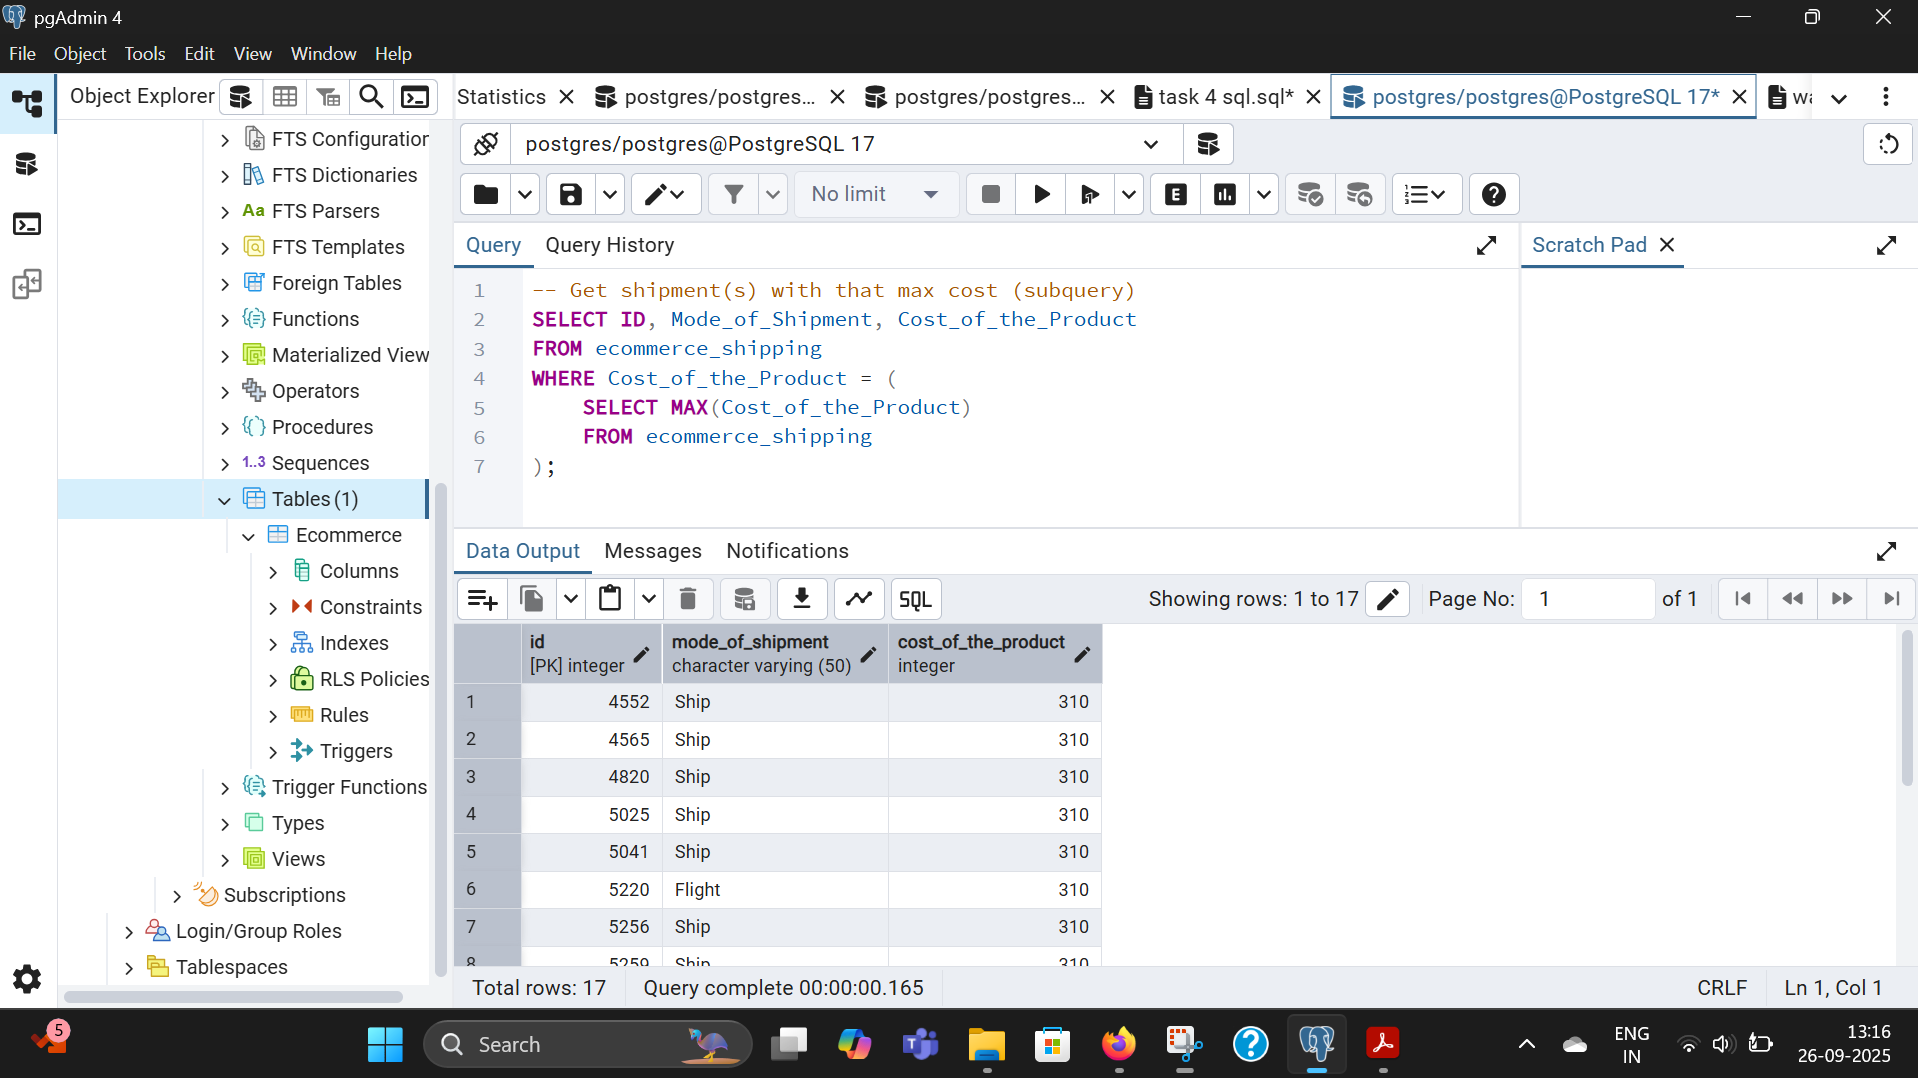 pgAdmin 4
File Object Tools Edit View Window Help
Object Explorer
Statistics
postgres/postgres...
postgres/postgres...
task 4 sql.sql*
postgres/postgres@PostgreSQL 17*
FTS Configuration
FTS Dictionaries
Aa FTS Parsers
FTS Templates
Foreign Tables
Functions
Materialized View
Operators
Procedures
1..3 Sequences
Tables (1)
Ecommerce
Columns
Constraints
Indexes
RLS Policies
Rules
Triggers
Trigger Functions
Types
Views
Subscriptions
Login/Group Roles
Tablespaces
postgres/postgres@PostgreSQL 17
No limit
E
Query Query History
Scratch Pad
1 -- Get shipment(s) with that max cost (subquery)
2 SELECT ID, Mode_of_Shipment, Cost_of_the_Product
3 FROM ecommerce_shipping
4 WHERE Cost_of_the_Product = (
5 SELECT MAX(Cost_of_the_Product)
6 FROM ecommerce_shipping
7 );
Data Output Messages Notifications
SQL
Showing rows: 1 to 17
Page No: 1 of 1
id mode_of_shipment cost_of_the_product
[PK] integer character varying (50) integer
1 4552 Ship 310
2 4565 Ship 310
3 4820 Ship 310
4 5025 Ship 310
5 5041 Ship 310
6 5220 Flight 310
7 5256 Ship 310
8 5259 Ship 310
Total rows: 17 Query complete 00:00:00.165 CRLF Ln 1, Col 1
5
Search
ENG
IN
13:16
26-09-2025